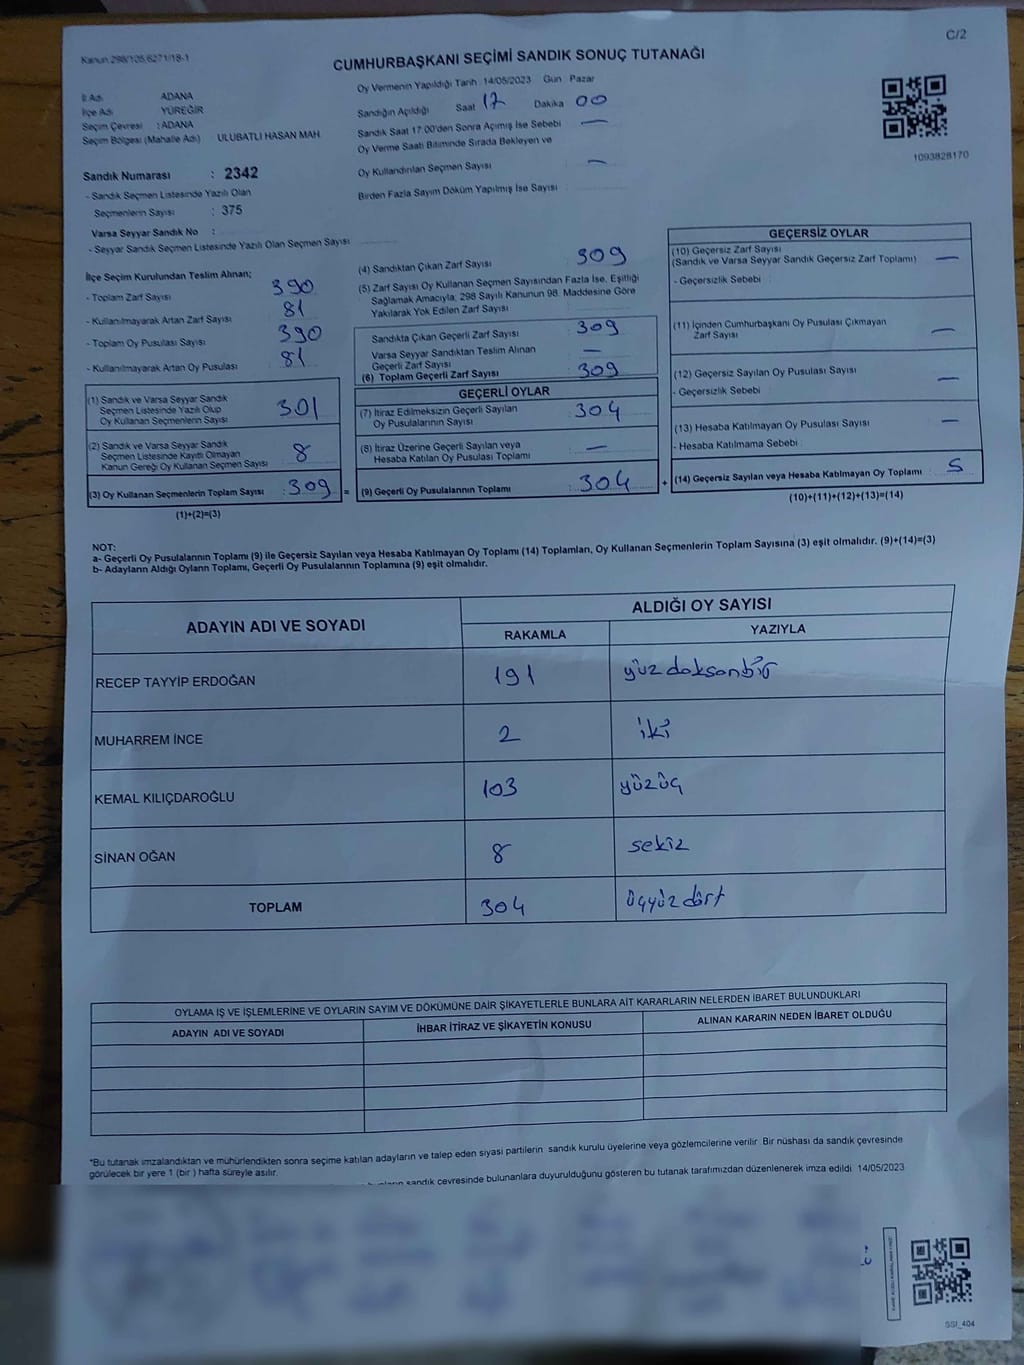 Kanun 298/105,6271/18-1
C/2
CUMHURBAŞKANI SEÇİMİ SANDIK SONUÇ TUTANAĞI
İl Adı ADANA
İlçe Adı YÜREĞİR
Seçim Çevresi : ADANA
Seçim Bölgesi (Mahalle Adı) ULUBATLI HASAN MAH.
Sandık Numarası : 2342
- Sandık Seçmen Listesinde Yazılı Olan
Seçmenlerin Sayısı : 375
Varsa Seyyar Sandık No :
- Seyyar Sandık Seçmen Listesinde Yazılı Olan Seçmen Sayısı
Oy Vermenin Yapıldığı Tarih 14/05/2023 Gün Pazar
Sandığın Açıldığı Saat 17 Dakika 00
Sandık Saat 17.00'den Sonra Açımış İse Sebebi —
Oy Verme Saati Bitiminde Sırada Bekleyen ve
Oy Kullandırılan Seçmen Sayısı —
Birden Fazla Sayım Döküm Yapılmış İse Sayısı
1093828170
İlçe Seçim Kurulundan Teslim Alınan;
- Toplam Zarf Sayısı 390
- Kullanılmayarak Artan Zarf Sayısı 81
- Toplam Oy Pusulası Sayısı 390
- Kullanılmayarak Artan Oy Pusulası 81
(1) Sandık ve Varsa Seyyar Sandık
Seçmen Listesinde Yazılı Olup
Oy Kullanan Seçmenlerin Sayısı 301
(2) Sandık ve Varsa Seyyar Sandık
Seçmen Listesinde Kayıtlı Olmayan
Kanun Gereği Oy Kullanan Seçmen Sayısı 8
(3) Oy Kullanan Seçmenlerin Toplam Sayısı : 309 =
(1)+(2)=(3)
(4) Sandıktan Çıkan Zarf Sayısı 309
(5) Zarf Sayısı Oy Kullanan Seçmen Sayısından Fazla İse, Eşitliği
Sağlamak Amacıyla, 298 Sayılı Kanunun 98. Maddesine Göre
Yakılarak Yok Edilen Zarf Sayısı
Sandıkta Çıkan Geçerli Zarf Sayısı : 309
Varsa Seyyar Sandıktan Teslim Alınan
Geçerli Zarf Sayısı —
(6) Toplam Geçerli Zarf Sayısı : 309
GEÇERLİ OYLAR
(7) İtiraz Edilmeksizin Geçerli Sayılan
Oy Pusulalarının Sayısı : 304
(8) İtiraz Üzerine Geçerli Sayılan veya
Hesaba Katılan Oy Pusulası Toplamı : —
(9) Geçerli Oy Pusulalarının Toplamı : 304 +
GEÇERSİZ OYLAR
(10) Geçersiz Zarf Sayısı
(Sandık ve Varsa Seyyar Sandık Geçersiz Zarf Toplamı) —
- Geçersizlik Sebebi :
(11) İçinden Cumhurbaşkanı Oy Pusulası Çıkmayan
Zarf Sayısı —
(12) Geçersiz Sayılan Oy Pusulası Sayısı —
- Geçersizlik Sebebi :
(13) Hesaba Katılmayan Oy Pusulası Sayısı —
- Hesaba Katılmama Sebebi :
(14) Geçersiz Sayılan veya Hesaba Katılmayan Oy Toplamı : 5
(10)+(11)+(12)+(13)=(14)
NOT:
a- Geçerli Oy Pusulalarının Toplamı (9) ile Geçersiz Sayılan veya Hesaba Katılmayan Oy Toplamı (14) Toplamları, Oy Kullanan Seçmenlerin Toplam Sayısına (3) eşit olmalıdır. (9)+(14)=(3)
b- Adayların Aldığı Oyların Toplamı, Geçerli Oy Pusulalarının Toplamına (9) eşit olmalıdır.
ADAYIN ADI VE SOYADI
ALDIĞI OY SAYISI
RAKAMLA YAZIYLA
RECEP TAYYİP ERDOĞAN 191 yüz doksanbir
MUHARREM İNCE 2 iki
KEMAL KILIÇDAROĞLU 103 yüzüç
SİNAN OĞAN 8 sekiz
TOPLAM 304 üçyüz dört
OYLAMA İŞ VE İŞLEMLERİNE VE OYLARIN SAYIM VE DÖKÜMÜNE DAİR ŞİKAYETLERLE BUNLARA AİT KARARLARIN NELERDEN İBARET BULUNDUKLARI
ADAYIN ADI VE SOYADI İHBAR İTİRAZ VE ŞİKAYETİN KONUSU ALINAN KARARIN NEDEN İBARET OLDUĞU
*Bu tutanak imzalandıktan ve mühürlendikten sonra seçime katılan adayların ve talep eden siyasi partilerin sandık kurulu üyelerine veya gözlemcilerine verilir. Bir nüshası da sandık çevresinde
görülecek bir yere 1 (bir ) hafta süreyle asılır.
sandık çevresinde bulunanlara duyurulduğunu gösteren bu tutanak tarafımızdan düzenlenerek imza edildi 14/05/2023
SSI_404